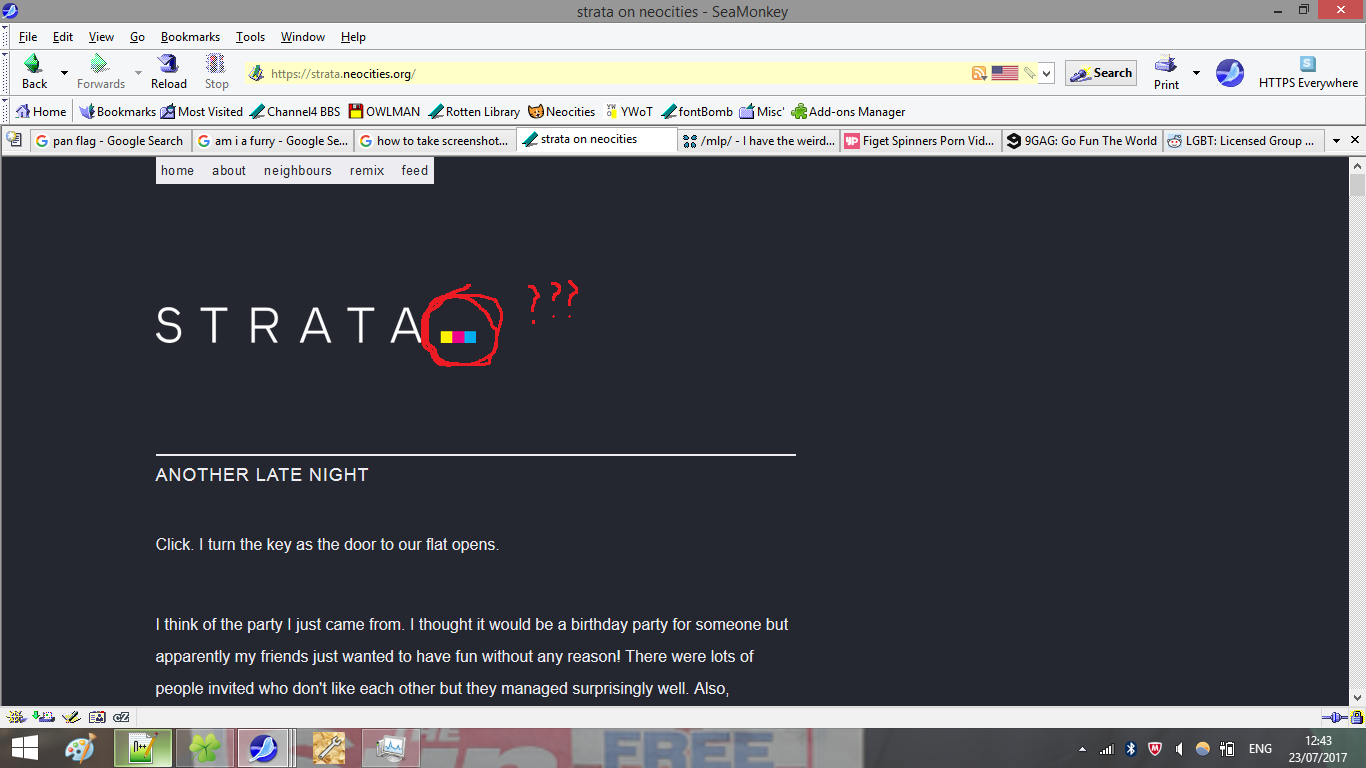 strata on neocities - SeaMonkey
File Edit View Go Bookmarks Tools Window Help
Back Forwards Reload Stop https://strata.neocities.org/ Search Print HTTPS Everywhere
Home Bookmarks Most Visited Channel4 BBS OWLMAN Rotten Library Neocities YWoT fontBomb Misc' Add-ons Manager
pan flag - Google Search am i a furry - Google Se... how to take screenshot... strata on neocities /mlp/ - I have the weird... Figet Spinners Porn Vid... 9GAG: Go Fun The World LGBT: Licensed Group ...
home about neighbours remix feed
???
STRATA
ANOTHER LATE NIGHT
Click. I turn the key as the door to our flat opens.
I think of the party I just came from. I thought it would be a birthday party for someone but
apparently my friends just wanted to have fun without any reason! There were lots of
people invited who don't like each other but they managed surprisingly well. Also,
THE FREE
ENG 12:43
23/07/2017